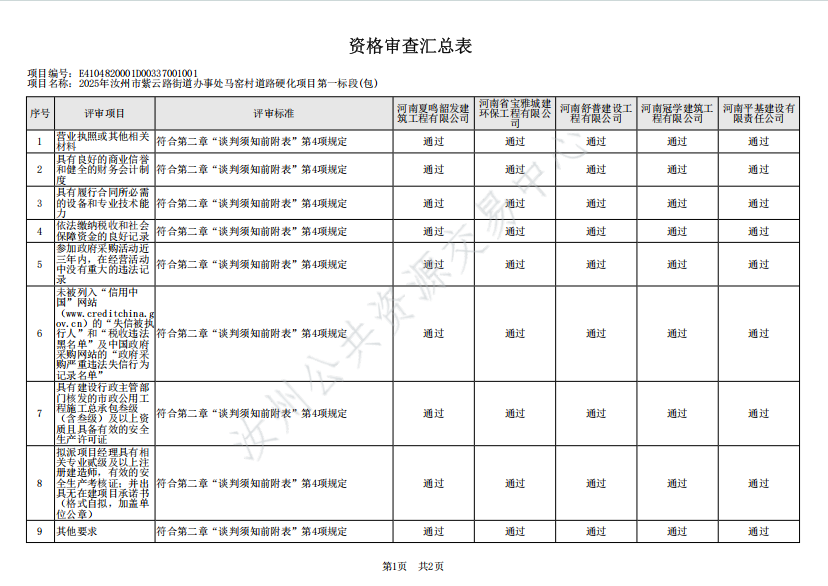 资格审查汇总表
项目编号：E4104820001D00337001001
项目名称：2025年汝州市紫云路街道办事处马窑村道路硬化项目第一标段(包)
序号 评审项目 评审标准 河南夏鸣韶发建筑工程有限公司 河南省宝雅城建环保工程有限公司 河南舒普建设工程有限公司 河南冠学建筑工程有限公司 河南平基建设有限责任公司
1 营业执照或其他相关材料 符合第二章“谈判须知前附表”第4项规定 通过 通过 通过 通过 通过
2 具有良好的商业信誉和健全的财务会计制度 符合第二章“谈判须知前附表”第4项规定 通过 通过 通过 通过 通过
3 具有履行合同所必需的设备和专业技术能力 符合第二章“谈判须知前附表”第4项规定 通过 通过 通过 通过 通过
4 依法缴纳税收和社会保障资金的良好记录 符合第二章“谈判须知前附表”第4项规定 通过 通过 通过 通过 通过
5 参加政府采购活动近三年内，在经营活动中没有重大的违法记录 符合第二章“谈判须知前附表”第4项规定 通过 通过 通过 通过 通过
6 未被列入“信用中国”网站（www.creditchina.gov.cn）的“失信被执行人”和“税收违法黑名单”及中国政府采购网站的“政府采购严重违法失信行为记录名单” 符合第二章“谈判须知前附表”第4项规定 通过 通过 通过 通过 通过
7 具有建设行政主管部门核发的市政公用工程施工总承包叁级（含叁级）及以上资质且具备有效的安全生产许可证 符合第二章“谈判须知前附表”第4项规定 通过 通过 通过 通过 通过
8 拟派项目经理具有相关专业贰级及以上注册建造师，有效的安全生产考核证；并出具无在建项目承诺书（格式自拟，加盖单位公章） 符合第二章“谈判须知前附表”第4项规定 通过 通过 通过 通过 通过
9 其他要求 符合第二章“谈判须知前附表”第4项规定 通过 通过 通过 通过 通过
汝州公共资源交易中心
第1页 共2页